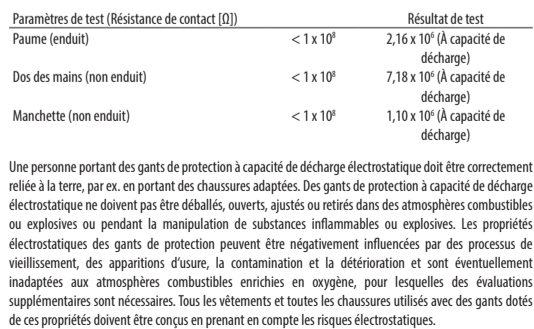 Paramètres de test (Résistance de contact [Ω]) Résultat de test
Paume (enduit) < 1 x 10⁸ 2,16 x 10⁶ (À capacité de
décharge)
Dos des mains (non enduit) < 1 x 10⁸ 7,18 x 10⁶ (À capacité de
décharge)
Manchette (non enduit) < 1 x 10⁸ 1,10 x 10⁶ (À capacité de
décharge)
Une personne portant des gants de protection à capacité de décharge électrostatique doit être correctement
reliée à la terre, par ex. en portant des chaussures adaptées. Des gants de protection à capacité de décharge
électrostatique ne doivent pas être déballés, ouverts, ajustés ou retirés dans des atmosphères combustibles
ou explosives ou pendant la manipulation de substances inflammables ou explosives. Les propriétés
électrostatiques des gants de protection peuvent être négativement influencées par des processus de
vieillissement, des apparitions d'usure, la contamination et la détérioration et sont éventuellement
inadaptées aux atmosphères combustibles enrichies en oxygène, pour lesquelles des évaluations
supplémentaires sont nécessaires. Tous les vêtements et toutes les chaussures utilisés avec des gants dotés
de ces propriétés doivent être conçus en prenant en compte les risques électrostatiques.